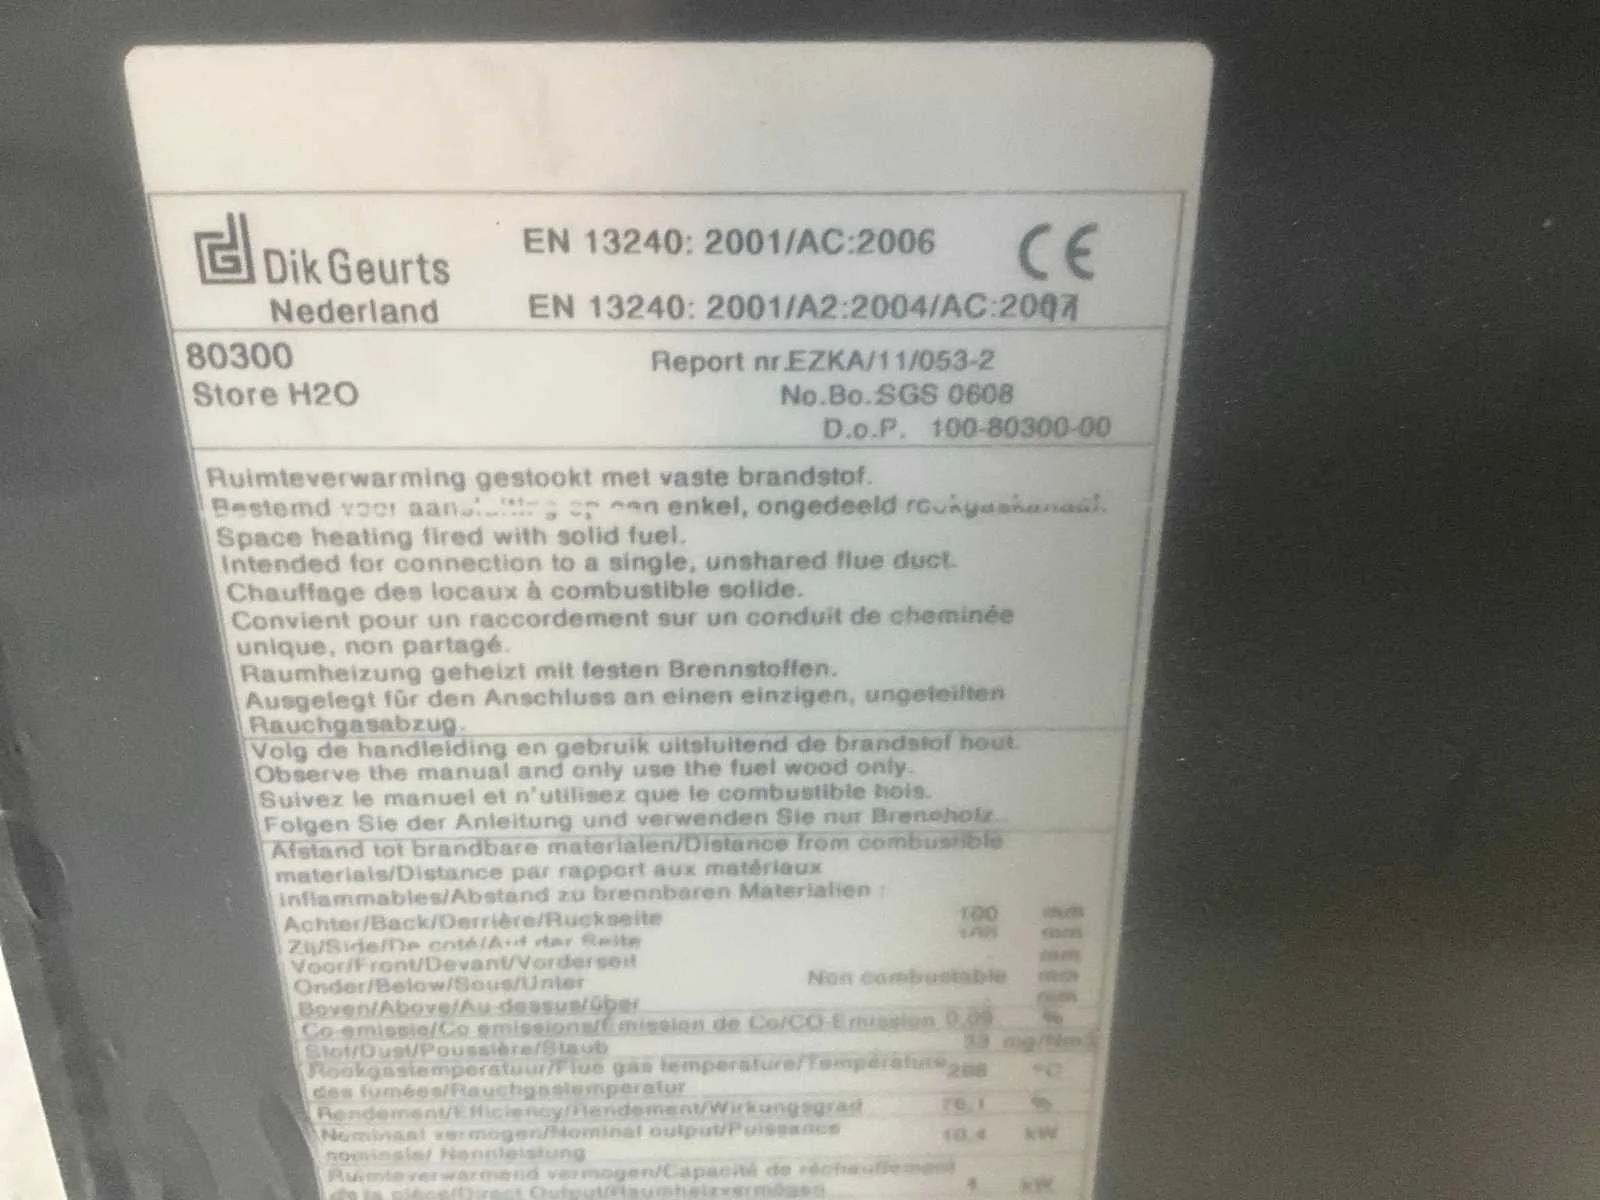 Dik Geurts
Nederland
EN 13240: 2001/AC:2006
CE
EN 13240: 2001/A2:2004/AC:2007
80300
Store H2O
Report nr.EZKA/11/053-2
No.Bo.:SGS 0608
D.o.P. 100-80300-00
Ruimteverwarming gestookt met vaste brandstof.
Bestemd voor enkel, ongedeeld
Space heating fired with solid fuel.
Intended for connection to a single, unshared flue duct.
Chauffage des locaux à combustible solide.
Convient pour un raccordement sur un conduit de cheminée
unique, non partagé.
Raumheizung geheizt mit festen Brennstoffen.
Ausgelegt für den Anschluss an einen einzigen, ungeteilten
Rauchgasabzug.
Volg de handleiding en gebruik uitsluitend de brandstof hout.
Observe the manual and only use the fuel wood only.
Suivez le manuel et n'utilisez que le combustible bois.
Folgen Sie der Anleitung und verwenden Sie nur
Afstand tot brandbare materialen/Distance from combustible
materials/Distance par rapport aux matériaux
inflammables/Abstand zu brennbaren Materialien :
Achter/Back/Derrière/Ruckseite 100 mm
mm
Voor/Front/Devant/Vorderseit mm
Onder/Below/Sous/Unter Non combustable mm
Boven/Above/Au-dessus/über mm
Co-emissie/Co emissions/Emission de Co/CO-Emission %
Stof/Dust/Poussière/Staub mg/Nm3
Rookgastemperatuur/Flue gas temperature/Température °C
des fumées/Rauchgastemperatur
Rendement/Efficiency/Rendement/Wirkungsgrad %
Nominaal vermogen/Nominal output/Puissance 10.4 kW
nominale/ Nennleistung
Ruimteverwarmend vermogen/Capacité de réchauffement
kW